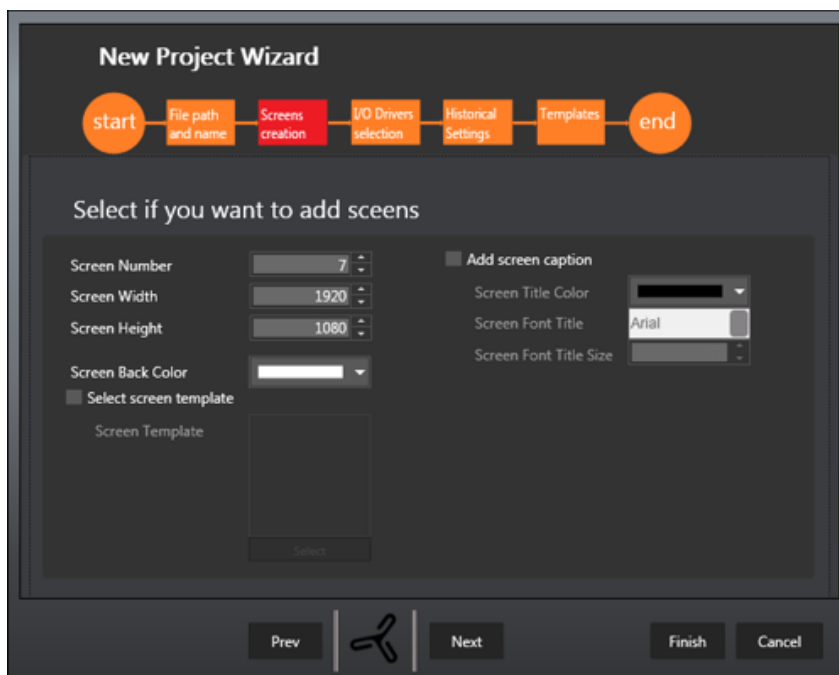 New Project Wizard
start
File path
and name
Screens
creation
I/O Drivers
selection
Historical
Settings
Templates
end
Select if you want to add sceens
Screen Number 7
Screen Width 1920
Screen Height 1080
Screen Back Color
Select screen template
Screen Template
Select
Add screen caption
Screen Title Color
Screen Font Title Arial
Screen Font Title Size
Prev
Next
Finish
Cancel